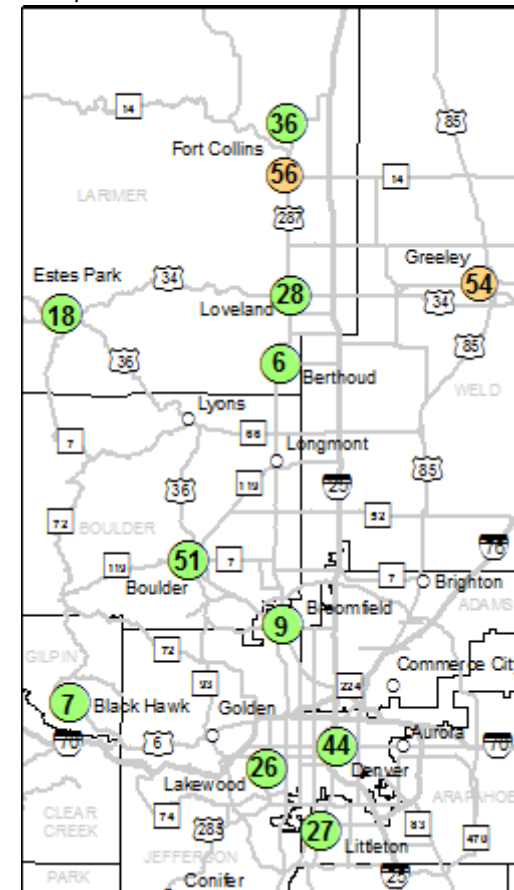 14
36
85
Fort Collins
56
14
LARIMER
287
Greeley
Estes Park
34
28
54
18
Loveland
34
36
6
85
Berthoud
WELD
Lyons
7
66
Longmont
85
36
119
25
72
BOULDER
52
76
51
7
119
7
Brighton
Boulder
Broomfield
ADAMS
9
GILPIN
72
Commerce City
93
224
7
Black Hawk
Golden
70
6
44
Aurora
70
26
Denver
Lakewood
ARAPAHOE
CLEAR
CREEK
74
285
27
83
470
Littleton
JEFFERSON
PARK
Conifer
25